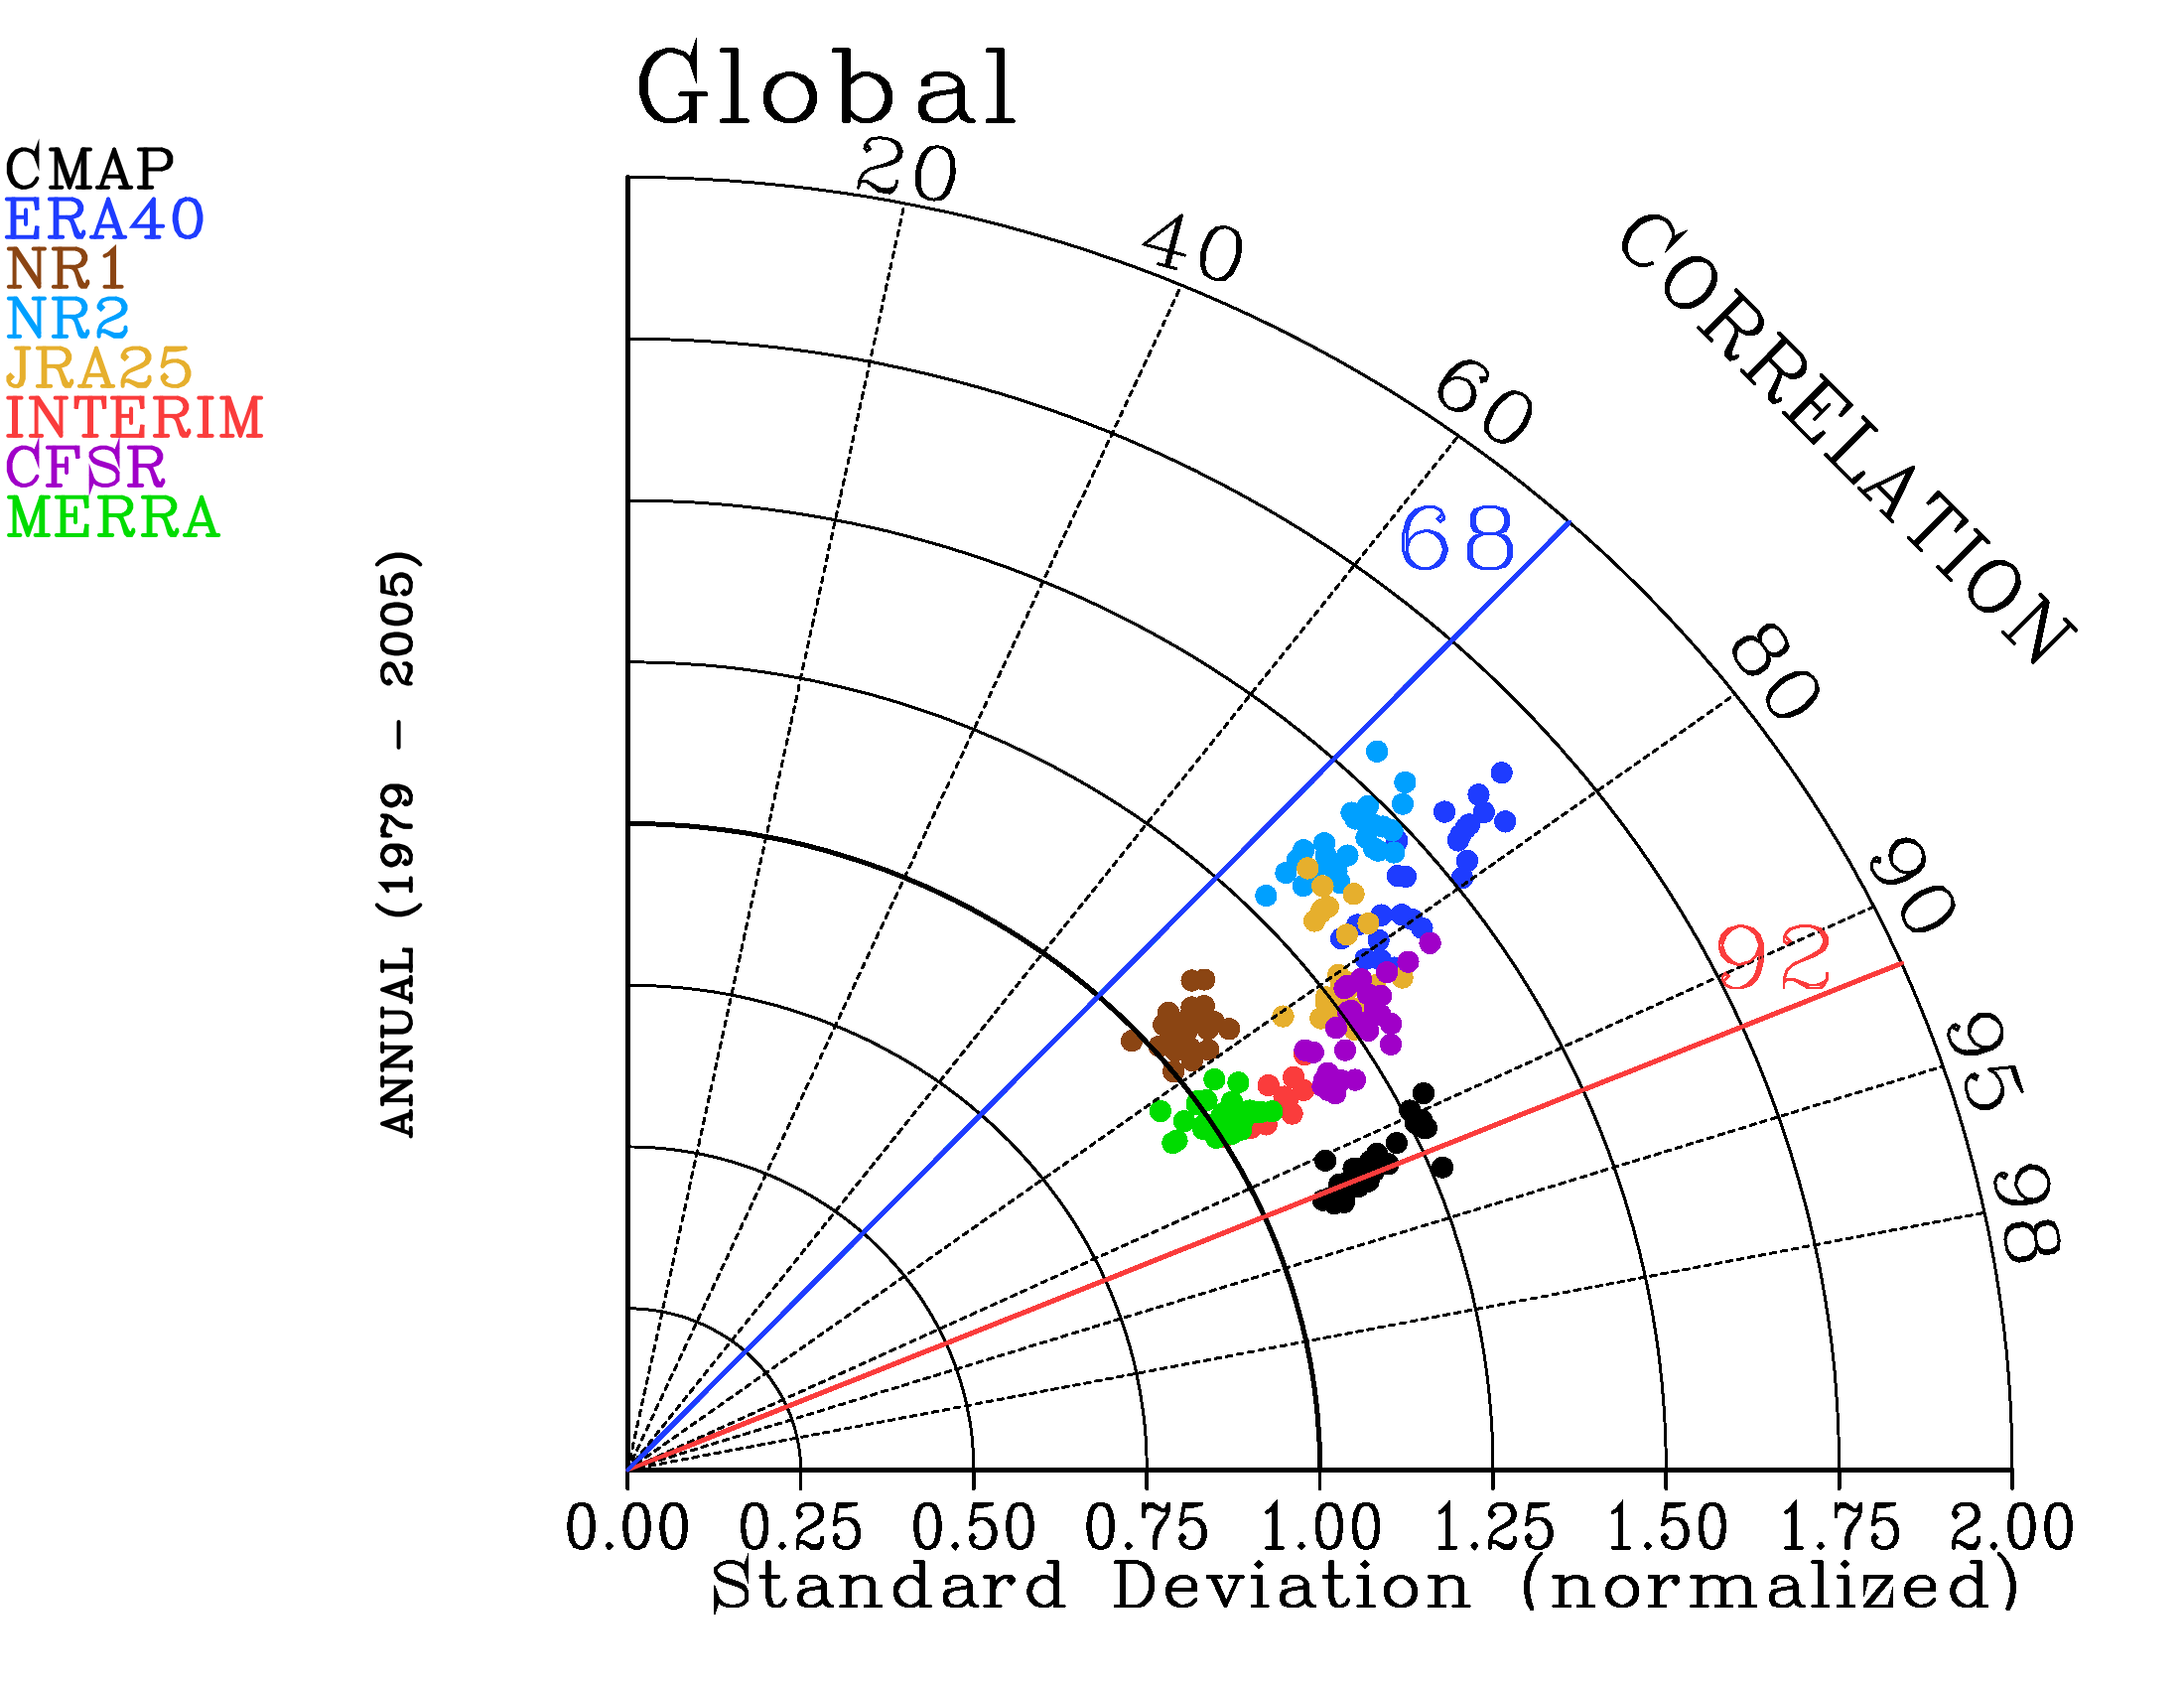 Global
CMAP
ERA40
NR1
NR2
JRA25
INTERIM
CFSR
MERRA
ANNUAL (1979 - 2005)
20
40
60
68
80
90
92
95
98
CORRELATION
0.00 0.25 0.50 0.75 1.00 1.25 1.50 1.75 2.00
Standard Deviation (normalized)